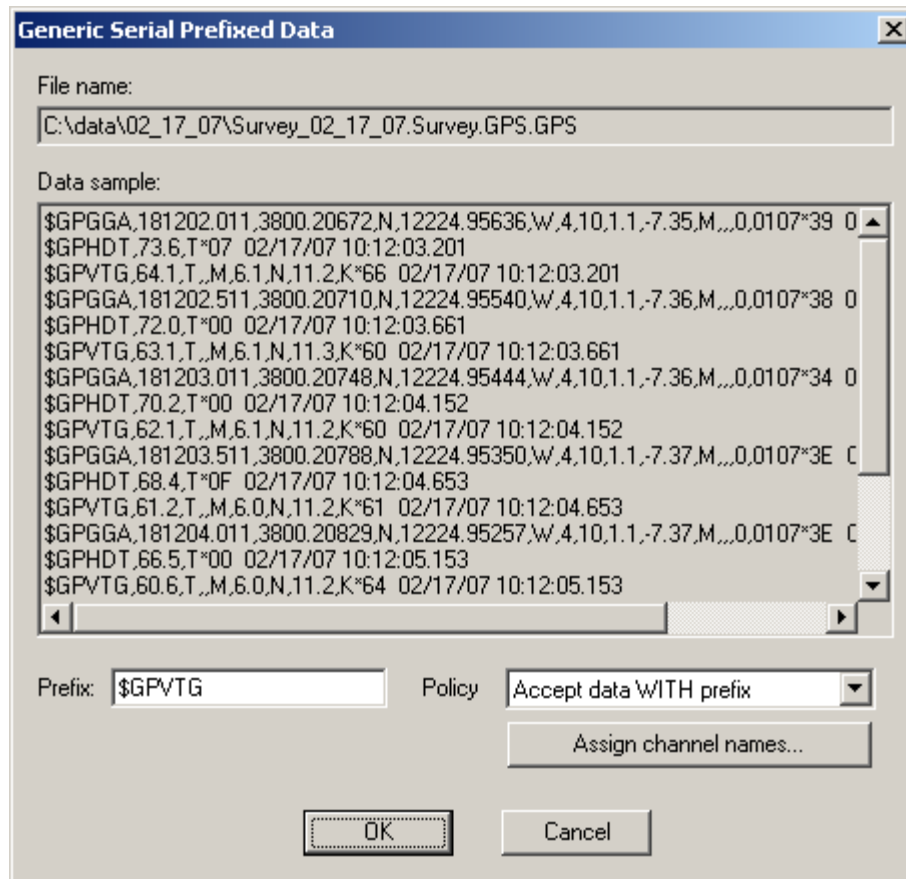 Generic Serial Prefixed Data
File name:
C:\data\02_17_07\Survey_02_17_07.Survey.GPS.GPS
Data sample:
$GPGGA,181202.011,3800.20672,N,12224.95636,W,4,10,1.1,-7.35,M,,,0,0107*39 0
$GPHDT,73.6,T*07 02/17/07 10:12:03.201
$GPVTG,64.1,T,,M,6.1,N,11.2,K*66 02/17/07 10:12:03.201
$GPGGA,181202.511,3800.20710,N,12224.95540,W,4,10,1.1,-7.36,M,,,0,0107*38 0
$GPHDT,72.0,T*00 02/17/07 10:12:03.661
$GPVTG,63.1,T,,M,6.1,N,11.3,K*60 02/17/07 10:12:03.661
$GPGGA,181203.011,3800.20748,N,12224.95444,W,4,10,1.1,-7.36,M,,,0,0107*34 0
$GPHDT,70.2,T*00 02/17/07 10:12:04.152
$GPVTG,62.1,T,,M,6.1,N,11.2,K*60 02/17/07 10:12:04.152
$GPGGA,181203.511,3800.20788,N,12224.95350,W,4,10,1.1,-7.37,M,,,0,0107*3E
$GPHDT,68.4,T*0F 02/17/07 10:12:04.653
$GPVTG,61.2,T,,M,6.0,N,11.2,K*61 02/17/07 10:12:04.653
$GPGGA,181204.011,3800.20829,N,12224.95257,W,4,10,1.1,-7.37,M,,,0,0107*3E
$GPHDT,66.5,T*00 02/17/07 10:12:05.153
$GPVTG,60.6,T,,M,6.0,N,11.2,K*64 02/17/07 10:12:05.153
Prefix: $GPVTG Policy Accept data WITH prefix
Assign channel names...
OK Cancel